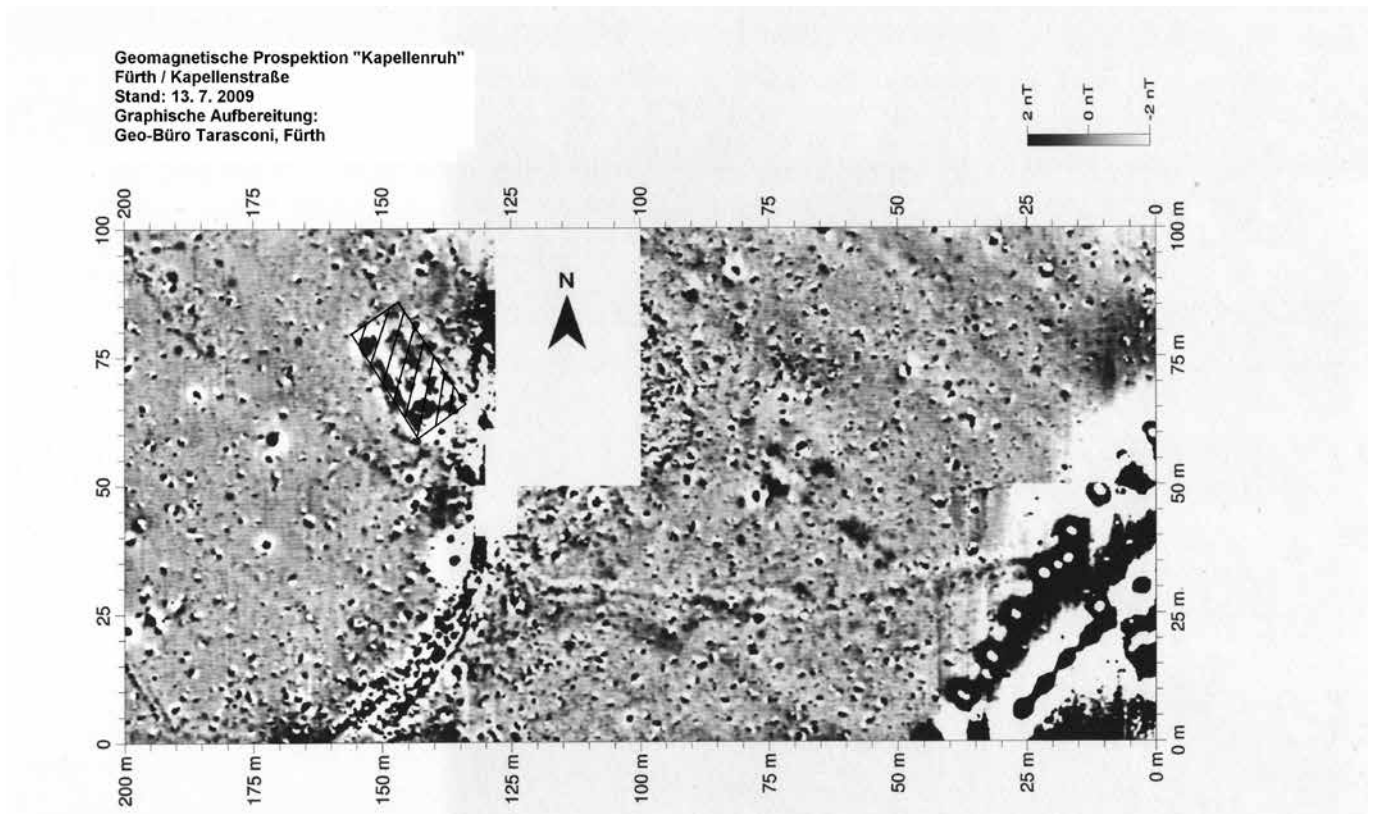 Geomagnetische Prospektion "Kapellenruh"
Fürth / Kapellenstraße
Stand: 13. 7. 2009
Graphische Aufbereitung:
Geo-Büro Tarasconi, Fürth
2 nT
0 nT
-2 nT
200
175
150
125
100
75
50
25
0
100
75
50
25
0
N
100 m
75 m
50 m
25 m
0 m
200 m
175 m
150 m
125 m
100 m
75 m
50 m
25 m
0 m